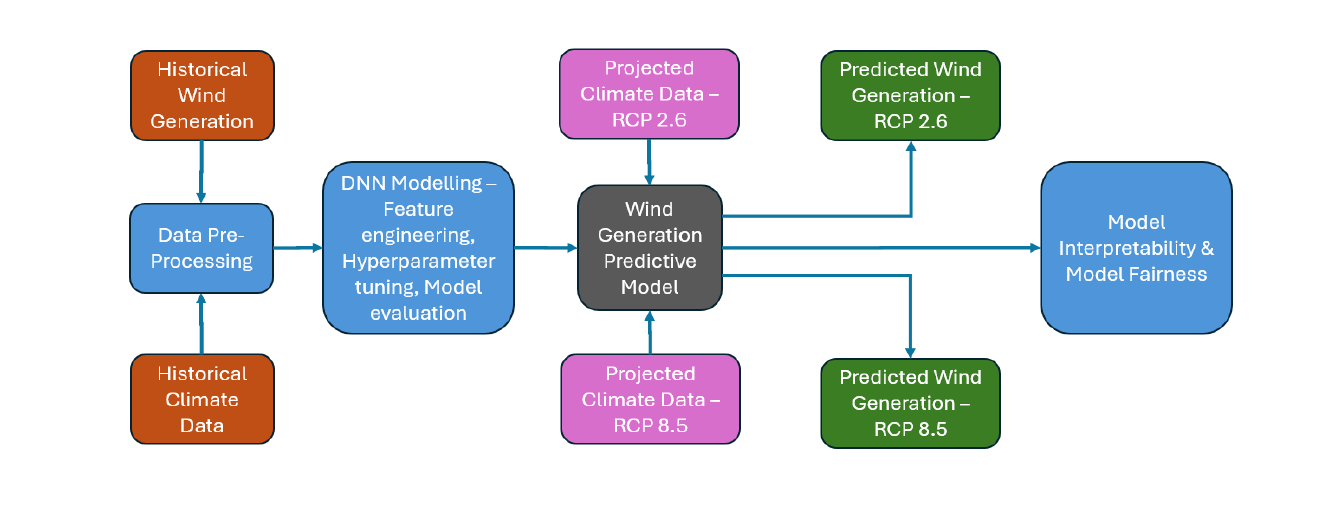 Historical
Wind
Generation
Data Pre-
Processing
Historical
Climate
Data
DNN Modelling –
Feature
engineering,
Hyperparameter
tuning, Model
evaluation
Projected
Climate Data –
RCP 2.6
Wind
Generation
Predictive
Model
Projected
Climate Data –
RCP 8.5
Predicted Wind
Generation –
RCP 2.6
Predicted Wind
Generation –
RCP 8.5
Model
Interpretability &
Model Fairness